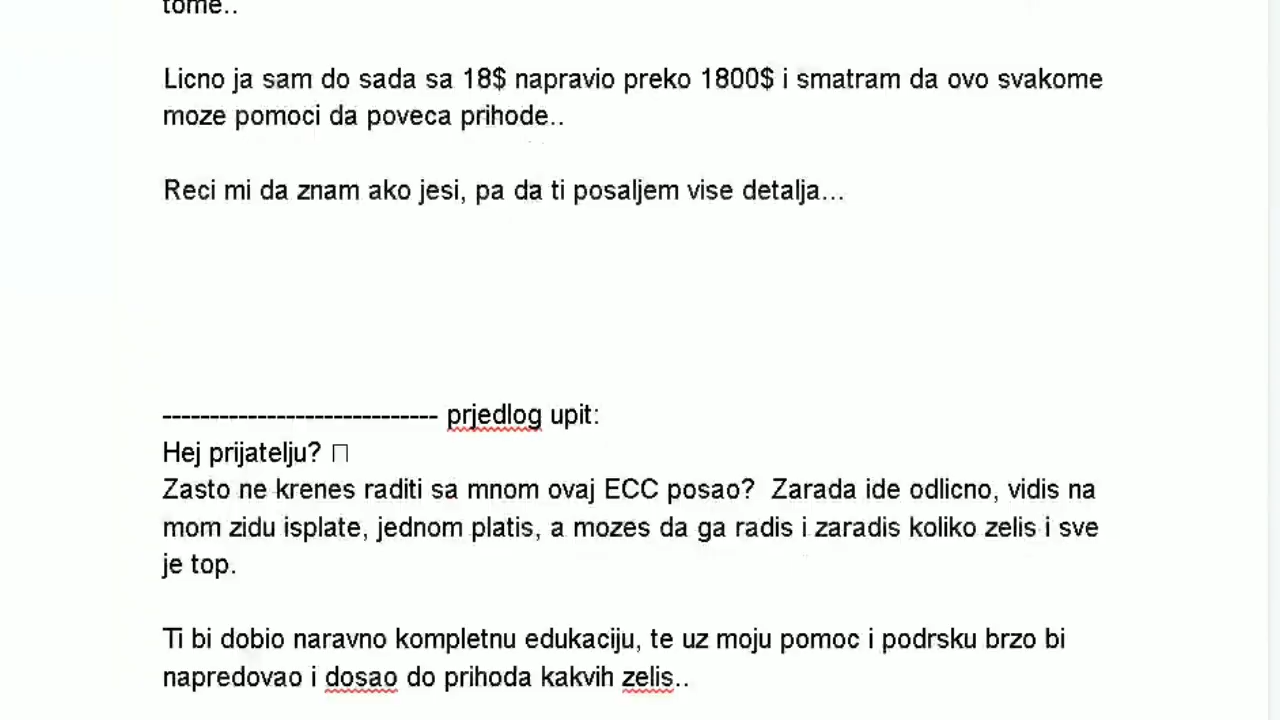 tome..
Licno ja sam do sada sa 18$ napravio preko 1800$ i smatram da ovo svakome
moze pomoci da poveca prihode..
Reci mi da znam ako jesi, pa da ti posaljem vise detalja...
----------------------------- prjedlog upit:
Hej prijatelju? □
Zasto ne krenes raditi sa mnom ovaj ECC posao?  Zarada ide odlicno, vidis na
mom zidu isplate, jednom platis, a mozes da ga radis i zaradis koliko zelis i sve
je top.
Ti bi dobio naravno kompletnu edukaciju, te uz moju pomoc i podrsku brzo bi
napredovao i dosao do prihoda kakvih zelis..